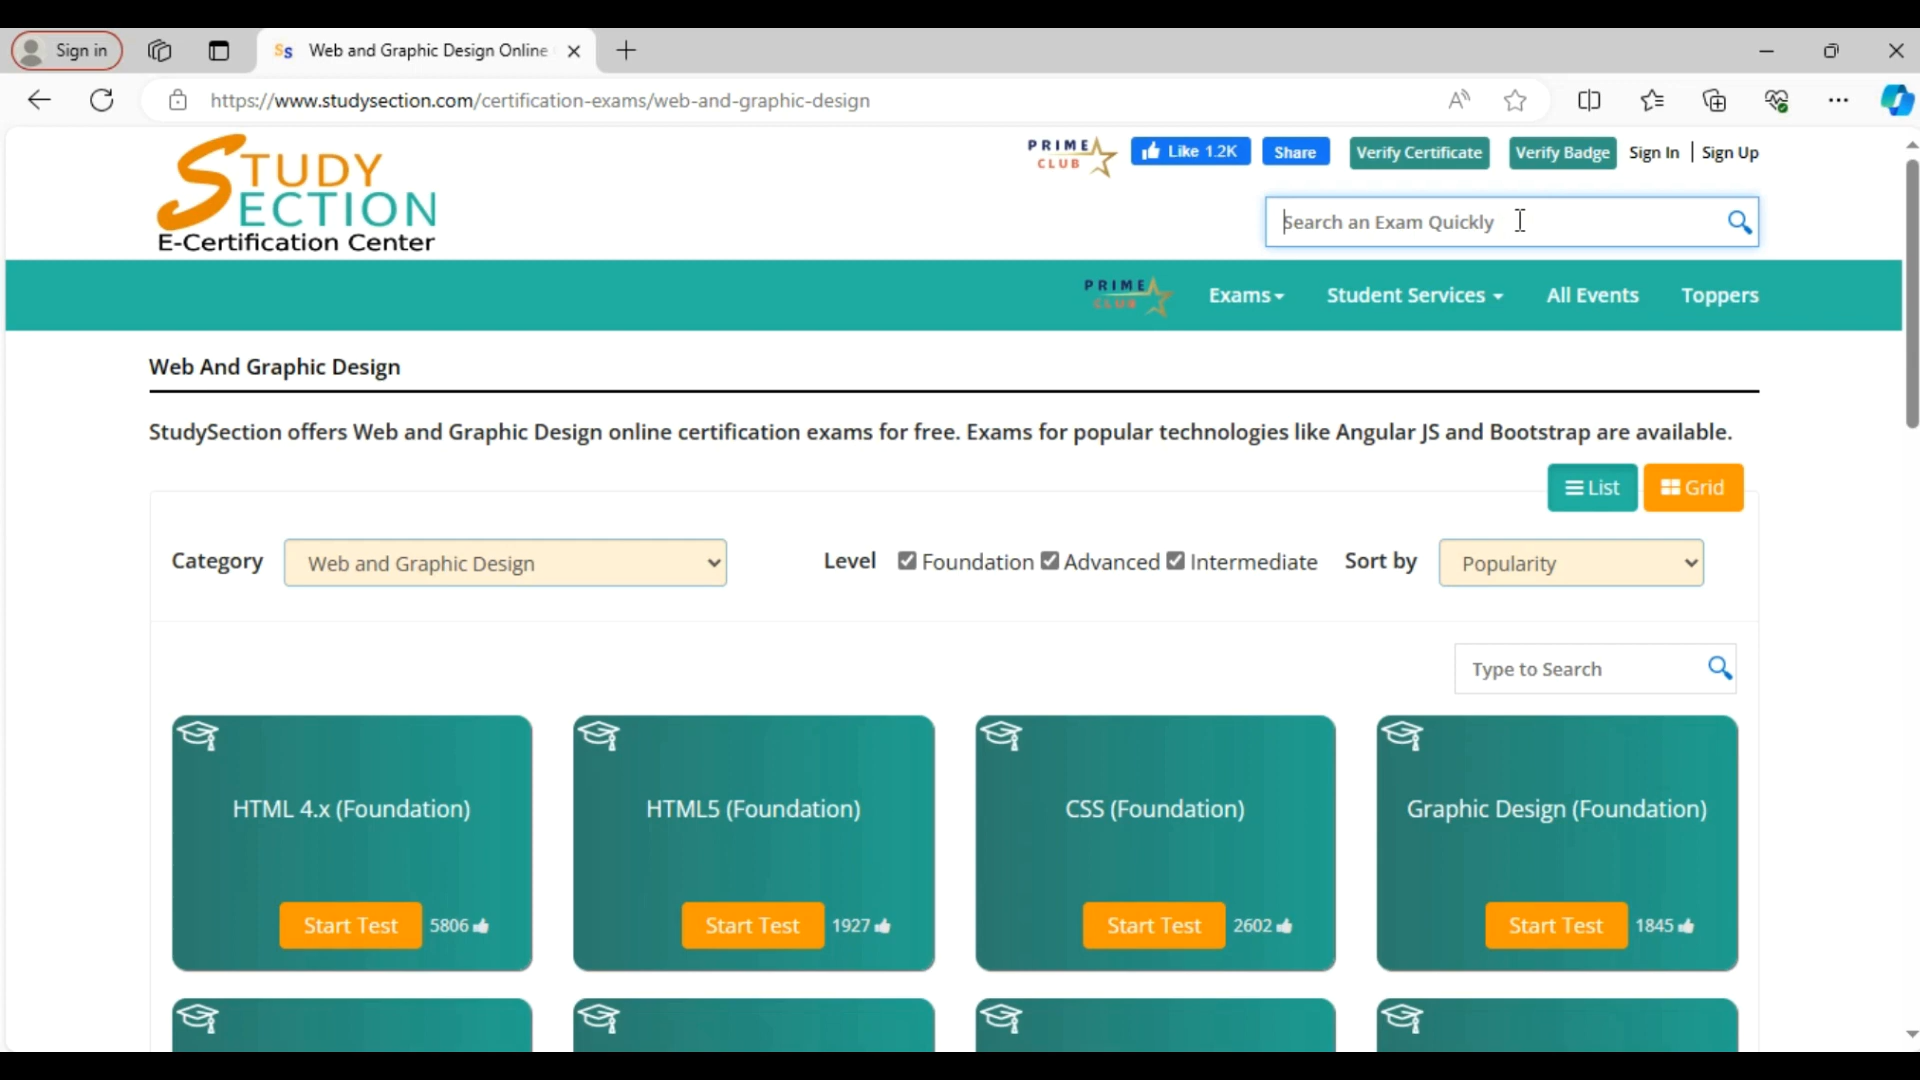 Sign in
Web and Graphic Design Online
https://www.studysection.com/certification-exams/web-and-graphic-design
STUDY
SECTION
E-Certification Center
PRIME
CLUB
Like 1.2K
Share
Verify Certificate
Verify Badge
Sign In | Sign Up
Search an Exam Quickly
PRIME
CLUB
Exams
Student Services
All Events
Toppers
Web And Graphic Design
StudySection offers Web and Graphic Design online certification exams for free. Exams for popular technologies like Angular JS and Bootstrap are available.
List
Grid
Category
Web and Graphic Design
Level
Foundation
Advanced
Intermediate
Sort by
Popularity
Type to Search
HTML 4.x (Foundation)
Start Test
5806
HTML5 (Foundation)
Start Test
1927
CSS (Foundation)
Start Test
2602
Graphic Design (Foundation)
Start Test
1845